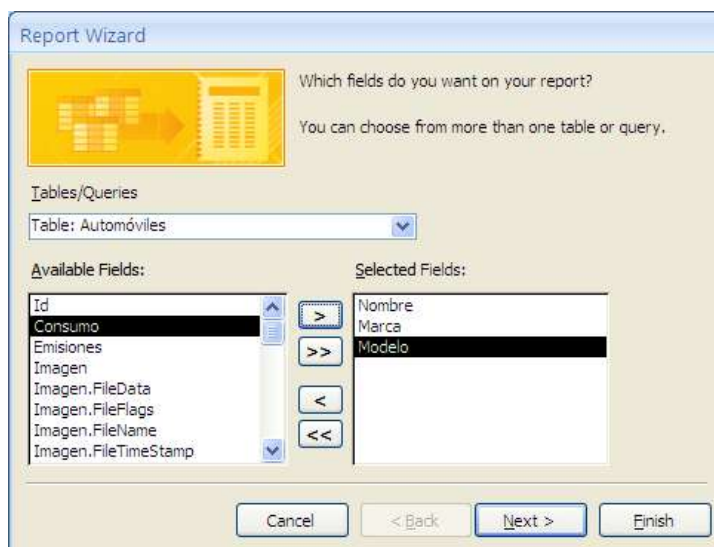 Report Wizard
Which fields do you want on your report?
You can choose from more than one table or query.
Tables/Queries
Table: Automóviles
Available Fields:
Selected Fields:
Id
Consumo
Emisiones
Imagen
Imagen.FileData
Imagen.FileFlags
Imagen.FileName
Imagen.FileTimeStamp
>
>>
<
<<
Nombre
Marca
Modelo
Cancel
< Back
Next >
Finish